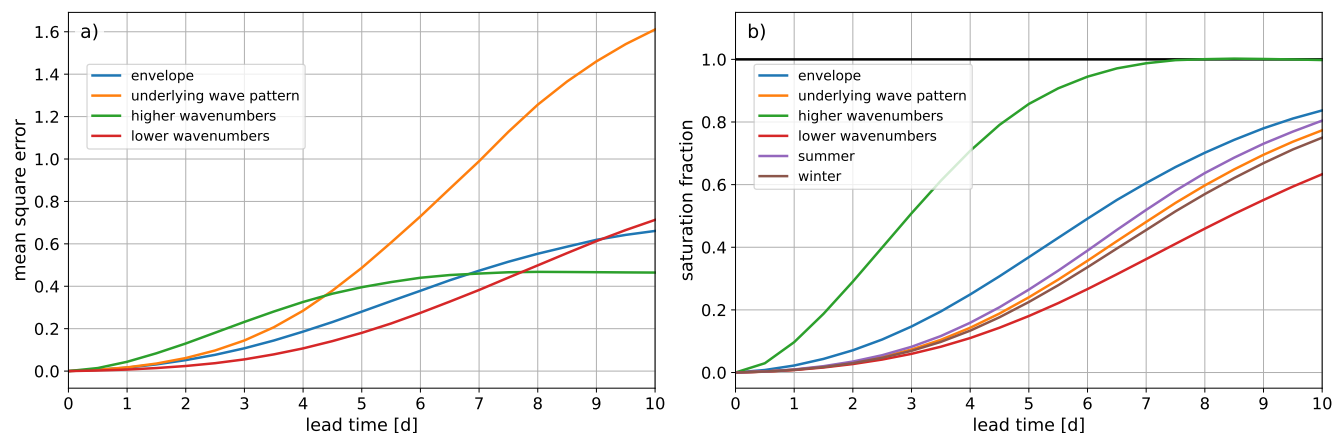 a)
mean square error
1.6
1.4
1.2
1.0
0.8
0.6
0.4
0.2
0.0
envelope
underlying wave pattern
higher wavenumbers
lower wavenumbers
0 1 2 3 4 5 6 7 8 9 10
lead time [d]
b)
saturation fraction
1.0
0.8
0.6
0.4
0.2
0.0
envelope
underlying wave pattern
higher wavenumbers
lower wavenumbers
summer
winter
0 1 2 3 4 5 6 7 8 9 10
lead time [d]